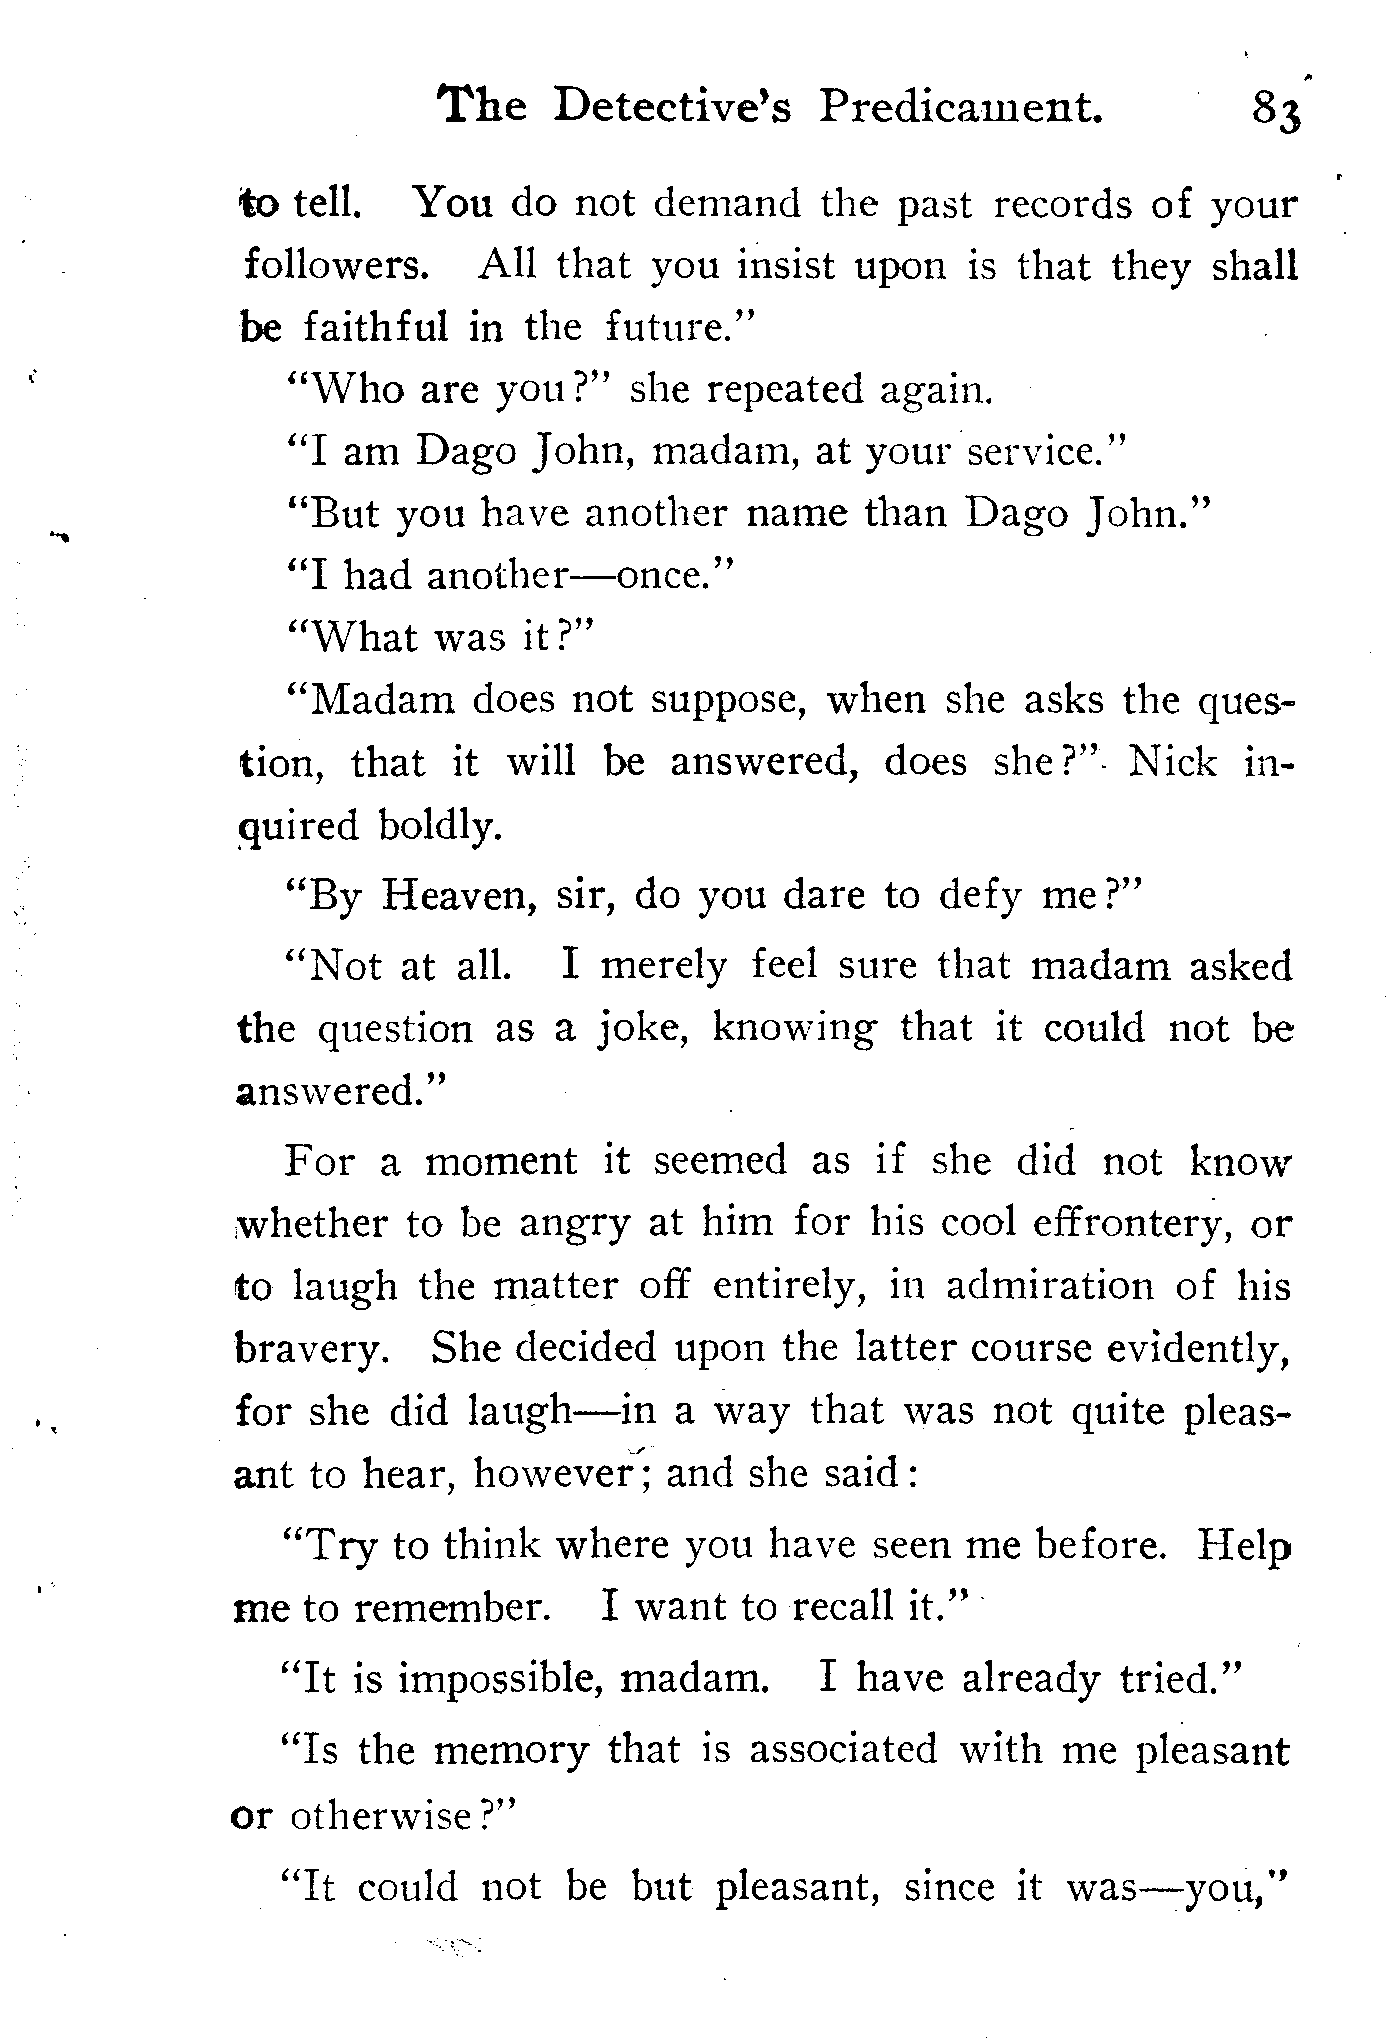 The Detective's Predicament. 83
to tell. You do not demand the past records of your
followers. All that you insist upon is that they shall
be faithful in the future."
"Who are you?" she repeated again.
"I am Dago John, madam, at your service."
"But you have another name than Dago John."
"I had another—once."
"What was it?"
"Madam does not suppose, when she asks the ques-
tion, that it will be answered, does she?" Nick in-
quired boldly.
"By Heaven, sir, do you dare to defy me?"
"Not at all. I merely feel sure that madam asked
the question as a joke, knowing that it could not be
answered."
For a moment it seemed as if she did not know
whether to be angry at him for his cool effrontery, or
to laugh the matter off entirely, in admiration of his
bravery. She decided upon the latter course evidently,
for she did laugh—in a way that was not quite pleas-
ant to hear, however; and she said:
"Try to think where you have seen me before. Help
me to remember. I want to recall it."
"It is impossible, madam. I have already tried."
"Is the memory that is associated with me pleasant
or otherwise?"
"It could not be but pleasant, since it was—you,"